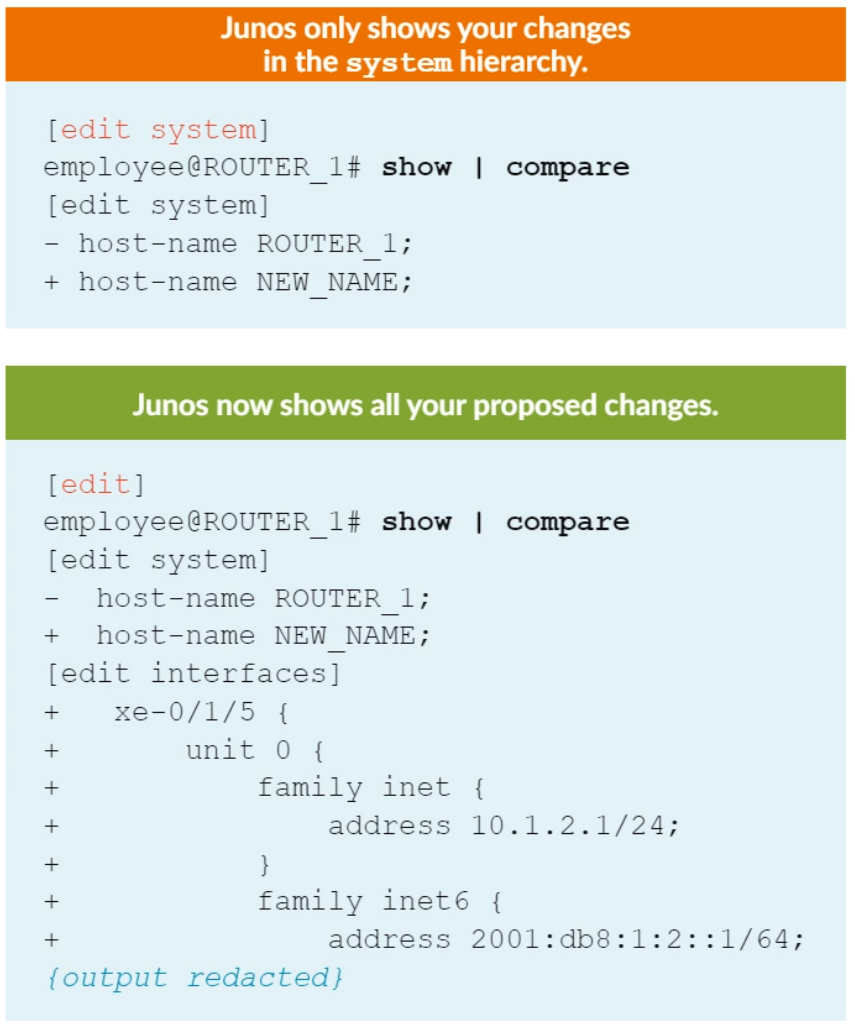 Junos only shows your changes
in the system hierarchy.
[edit system]
employee@ROUTER_1# show | compare
[edit system]
- host-name ROUTER_1;
+ host-name NEW_NAME;
Junos now shows all your proposed changes.
[edit]
employee@ROUTER_1# show | compare
[edit system]
-  host-name ROUTER_1;
+  host-name NEW_NAME;
[edit interfaces]
+   xe-0/1/5 {
+       unit 0 {
+           family inet {
+               address 10.1.2.1/24;
+           }
+           family inet6 {
+               address 2001:db8:1:2::1/64;
{output redacted}